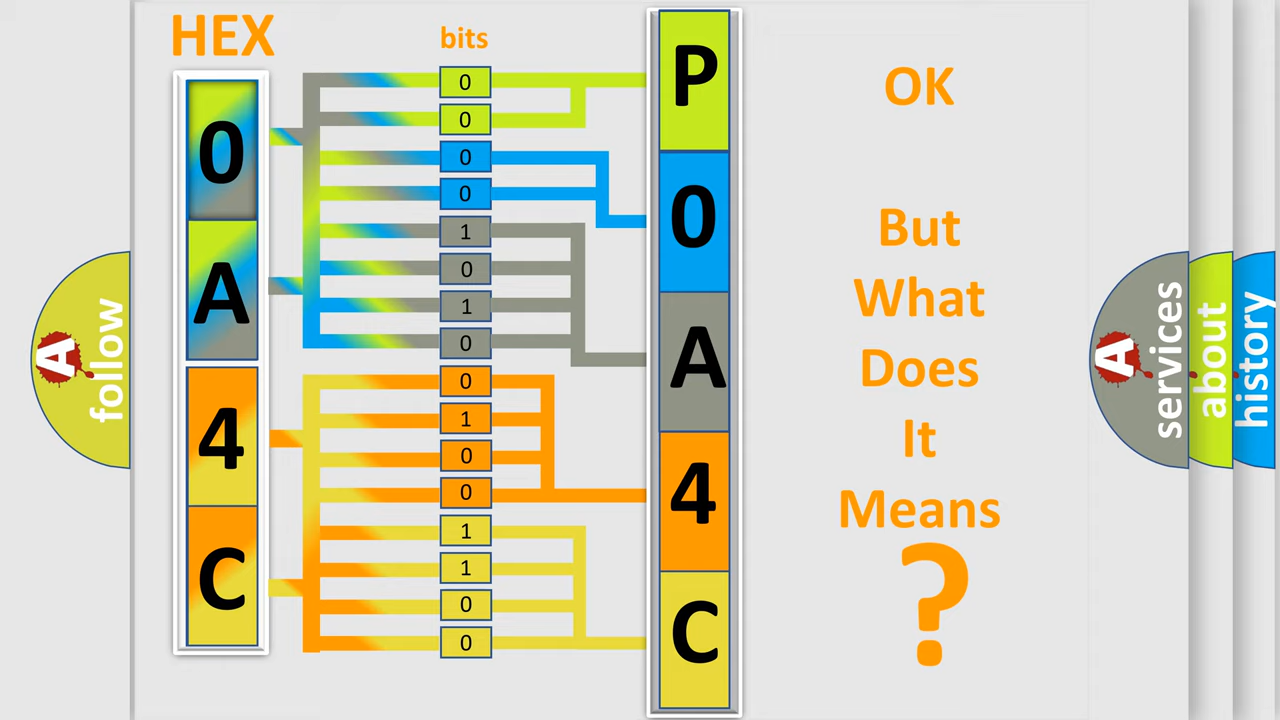 HEX
bits
0
A
4
C
0
0
0
0
1
0
1
0
0
1
0
0
1
1
0
0
P
0
A
4
C
OK
But
What
Does
It
Means
?
A
follow
A
services
about
history